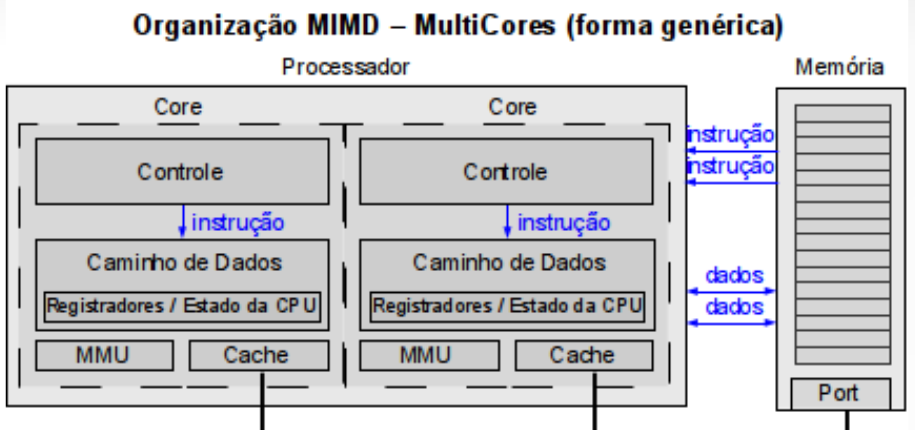 Organização MIMD – MultiCores (forma genérica)
Processador
Memória
Core
Core
instrução
instrução
Controle
Controle
instrução
instrução
Caminho de Dados
Caminho de Dados
dados
dados
Registradores / Estado da CPU
Registradores / Estado da CPU
MMU
Cache
MMU
Cache
Port